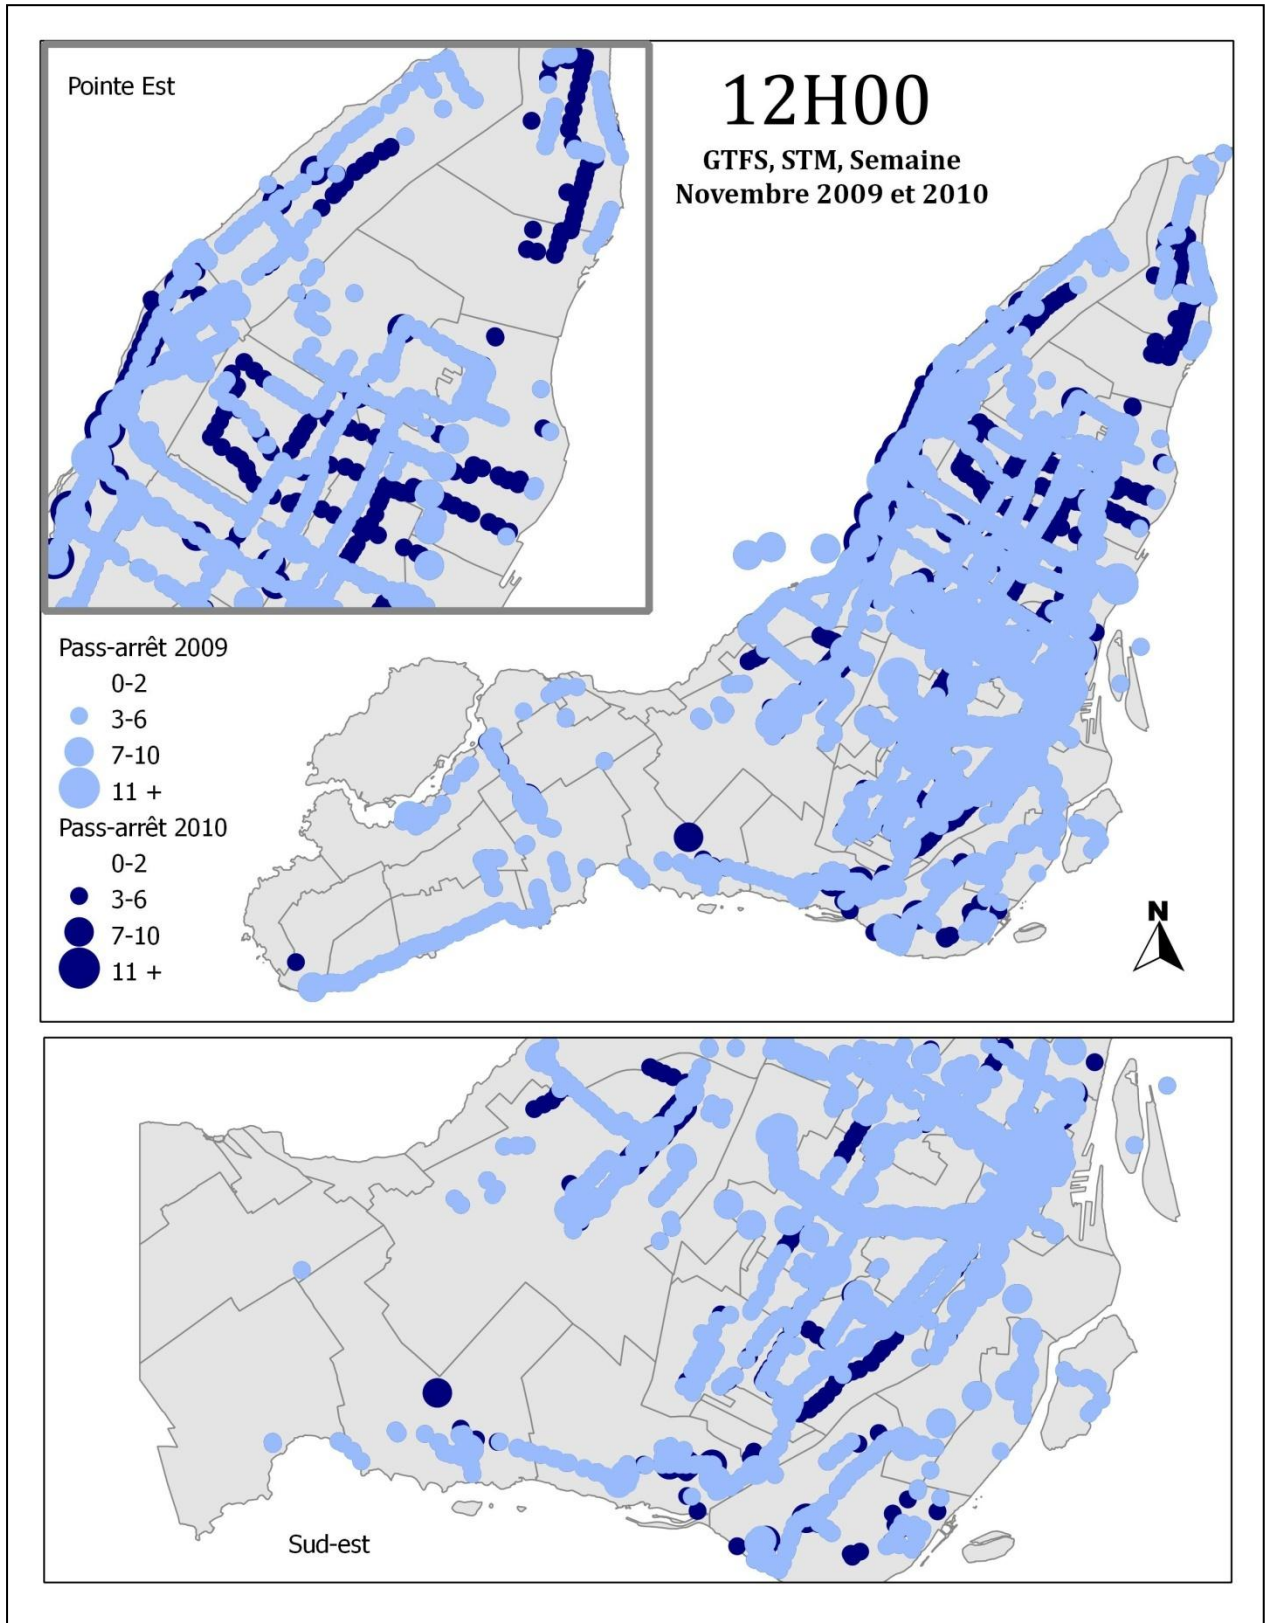 Pointe Est
12H00
GTFS, STM, Semaine
Novembre 2009 et 2010
Pass-arrêt 2009
0-2
3-6
7-10
11 +
Pass-arrêt 2010
0-2
3-6
7-10
11 +
N
Sud-est